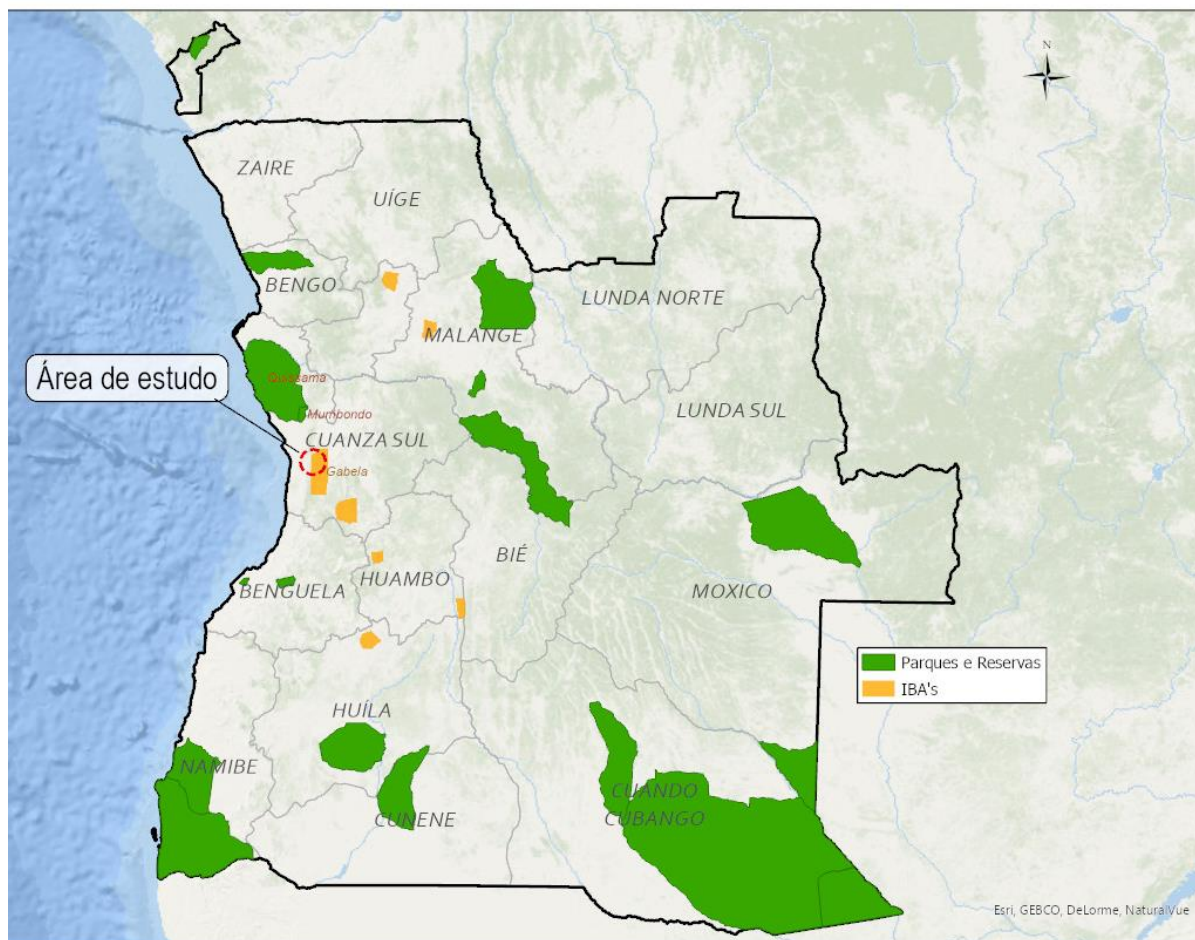 N
ZAIRE
UÍGE
BENGO
LUNDA NORTE
MALANGE
Área de estudo
Quissama
LUNDA SUL
Mumbondo
CUANZA SUL
Gabela
BIÉ
HUAMBO
BENGUELA
MOXICO
Parques e Reservas
IBA's
HUÍLA
NAMIBE
CUANDO
CUBANGO
CUNENE
Esri, GEBCO, DeLorme, NaturalVue